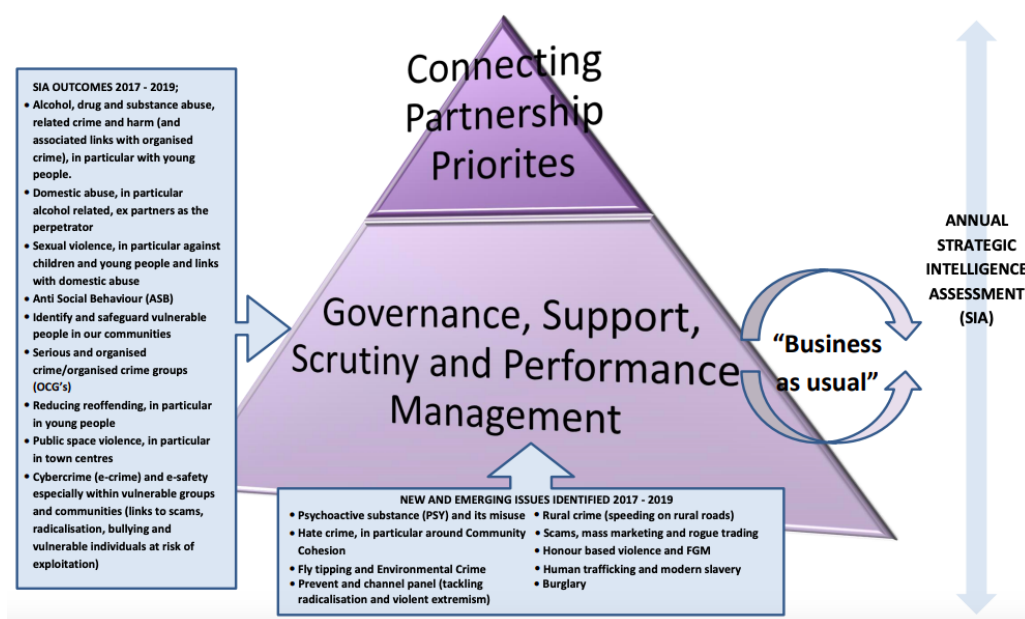 Connecting
Partnership
Priorites
SIA OUTCOMES 2017 - 2019;
• Alcohol, drug and substance abuse,
related crime and harm (and
associated links with organised
crime), in particular with young
people.
• Domestic abuse, in particular
alcohol related, ex partners as the
perpetrator
• Sexual violence, in particular against
children and young people and links
with domestic abuse
• Anti Social Behaviour (ASB)
• Identify and safeguard vulnerable
people in our communities
• Serious and organised
crime/organised crime groups
(OCG's)
• Reducing reoffending, in particular
in young people
• Public space violence, in particular
in town centres
• Cybercrime (e-crime) and e-safety
especially within vulnerable groups
and communities (links to scams,
radicalisation, bullying and
vulnerable individuals at risk of
exploitation)
Governance, Support,
Scrutiny and Performance
Management
“Business
as usual”
ANNUAL
STRATEGIC
INTELLIGENCE
ASSESSMENT
(SIA)
NEW AND EMERGING ISSUES IDENTIFIED 2017 - 2019
• Psychoactive substance (PSY) and its misuse
• Hate crime, in particular around Community
Cohesion
• Fly tipping and Environmental Crime
• Prevent and channel panel (tackling
radicalisation and violent extremism)
• Rural crime (speeding on rural roads)
• Scams, mass marketing and rogue trading
• Honour based violence and FGM
• Human trafficking and modern slavery
• Burglary